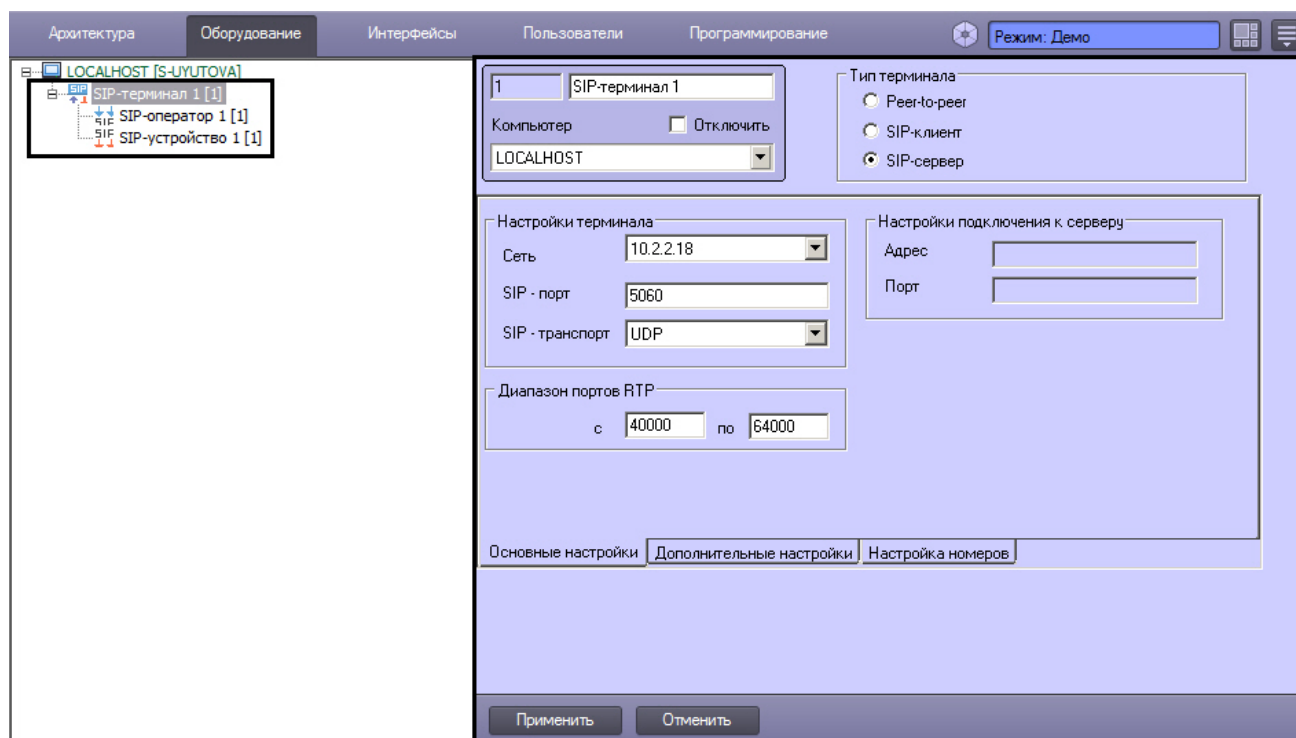 Архитектура Оборудование Интерфейсы Пользователи Программирование Режим: Демо
LOCALHOST [S-UYUTOVA]
SIP-терминал 1 [1]
SIP-оператор 1 [1]
SIP-устройство 1 [1]
1 SIP-терминал 1
Компьютер Отключить
LOCALHOST
Тип терминала
Peer-to-peer
SIP-клиент
SIP-сервер
Настройки терминала
Сеть 10.2.2.18
SIP - порт 5060
SIP - транспорт UDP
Настройки подключения к серверу
Адрес
Порт
Диапазон портов RTP
с 40000 по 64000
Основные настройки Дополнительные настройки Настройка номеров
Применить Отменить